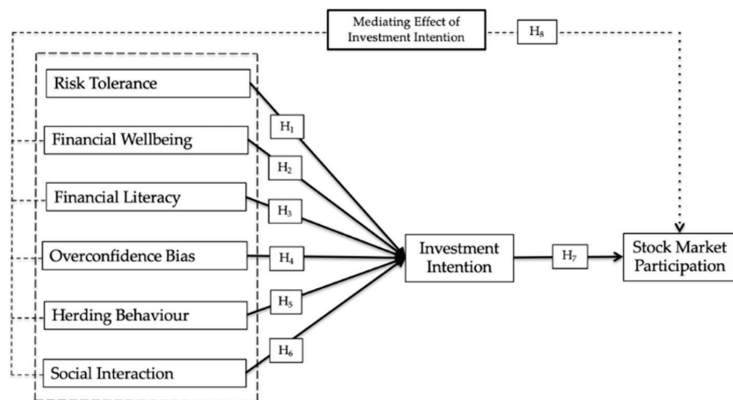 Mediating Effect of
Investment Intention
H₈
Risk Tolerance
H₁
Financial Wellbeing
H₂
Financial Literacy
H₃
Overconfidence Bias
H₄
Herding Behaviour
H₅
Social Interaction
H₆
Investment
Intention
H₇
Stock Market
Participation